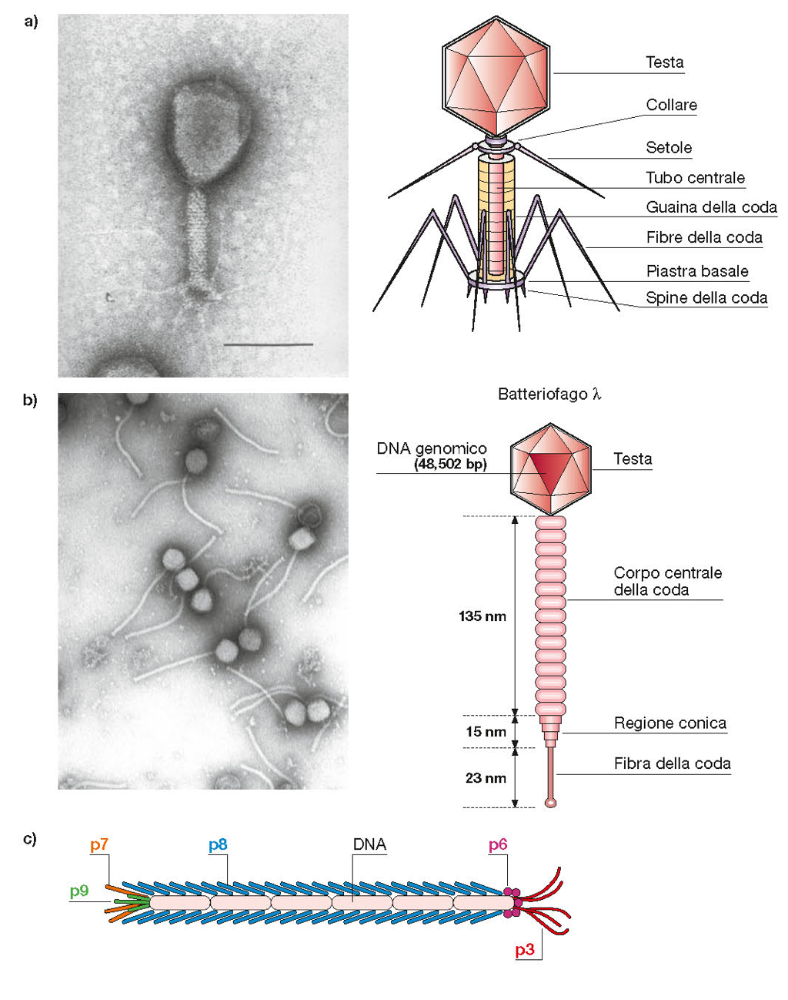 a)
Testa
Collare
Setole
Tubo centrale
Guaina della coda
Fibre della coda
Piastra basale
Spine della coda
b)
Batteriofago λ
DNA genomico
(48,502 bp)
Testa
Corpo centrale
della coda
135 nm
Regione conica
15 nm
Fibra della coda
23 nm
c)
p7
p8
DNA
p6
p9
p3